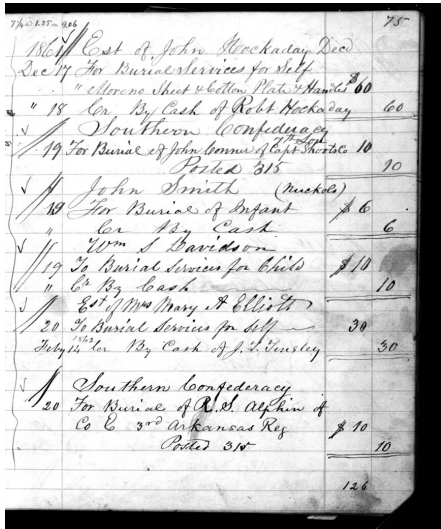 75
1861 Est of John Hockaday Decd
Dec 17 For Burial Services for Self
" Moreno Sheet & Cotton Plate & Handles $60
" 18 Cr By Cash of Robt Hockaday 60
Southern Confederacy
19 For Burial of John Conner of Capt Shoots Co 10
Posted 315 10
John Smith (Nuckols)
19 For Burial of Infant $6
" Cr By Cash 6
Wm S Davidson
19 To Burial Services for Child $10
" Cr By Cash 10
Est of Mrs Mary A Elliott
20 To Burial Services for Self 30
Feby 14 1862 Cr By Cash of J. T. Tinsley 30
Southern Confederacy
20 For Burial of R. S. Alphin of
Co E 3rd Arkansas Reg $10
Posted 315 10
126